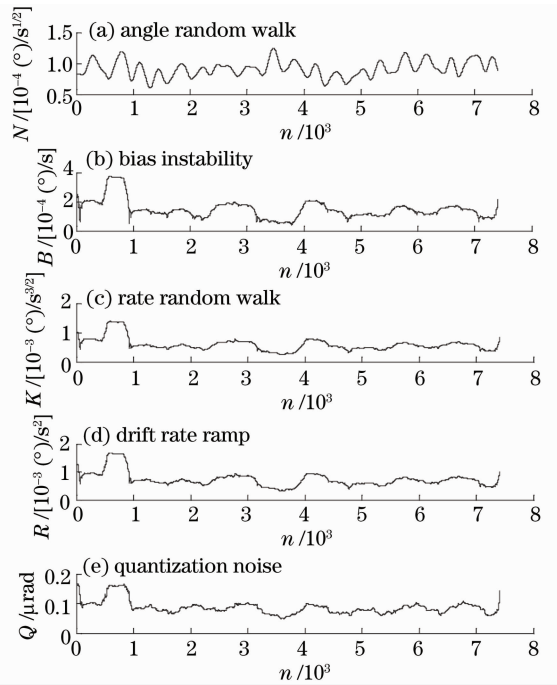 (a) angle random walk
N/[10⁻⁴ (°)/s^{1/2}]
1.5
1.0
0.5
0 1 2 3 4 5 6 7 8
n/10³
(b) bias instability
B/[10⁻⁴ (°)/s]
4
2
0
0 1 2 3 4 5 6 7 8
n/10³
(c) rate random walk
K/[10⁻³ (°)/s^{3/2}]
2
1
0
0 1 2 3 4 5 6 7 8
n/10³
(d) drift rate ramp
R/[10⁻³ (°)/s²]
2
1
0
0 1 2 3 4 5 6 7 8
n/10³
(e) quantization noise
Q/μrad
0.2
0.1
0
0 1 2 3 4 5 6 7 8
n/10³